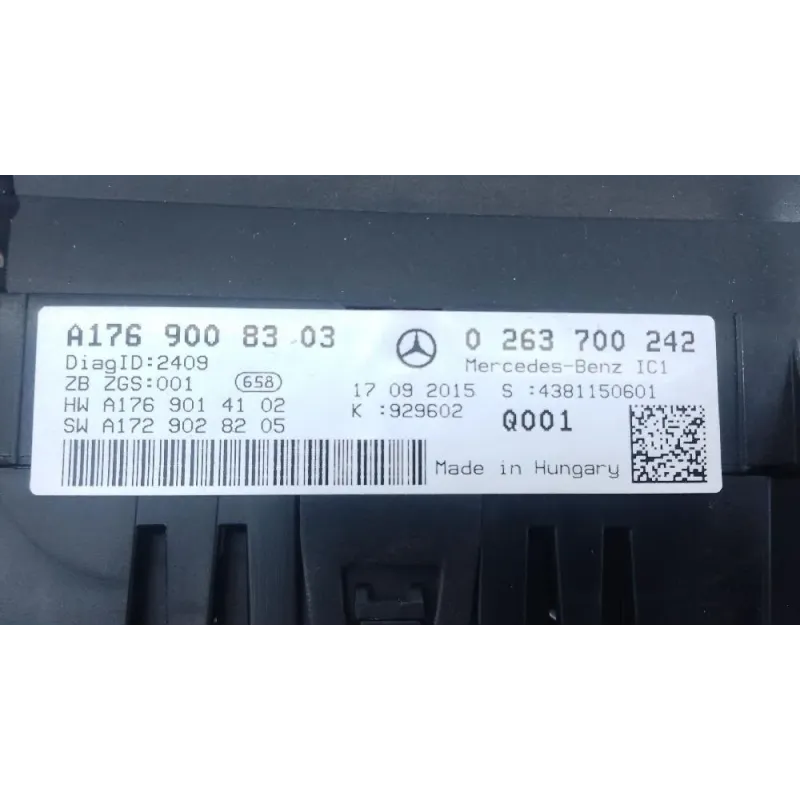 A176 900 83 03
DiagID:2409
ZB ZGS:001 658
HW A176 901 41 02
SW A172 902 82 05
0 263 700 242
Mercedes-Benz IC1
17 09 2015 S :4381150601
K :929602 Q001
Made in Hungary